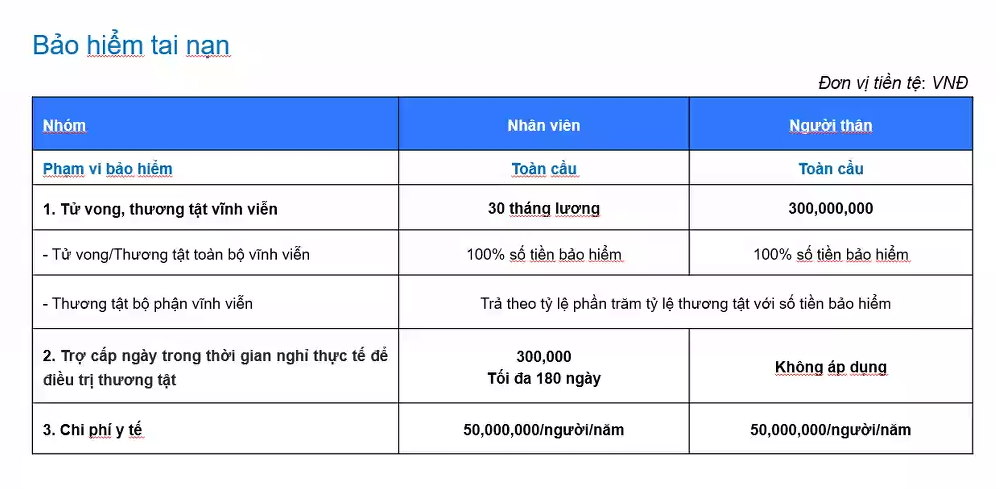 Bảo hiểm tai nạn
Đơn vị tiền tệ: VNĐ
Nhóm
Nhân viên
Người thân
Phạm vi bảo hiểm
Toàn cầu
Toàn cầu
1. Tử vong, thương tật vĩnh viễn
30 tháng lương
300,000,000
- Tử vong/Thương tật toàn bộ vĩnh viễn
100% số tiền bảo hiểm
100% số tiền bảo hiểm
- Thương tật bộ phận vĩnh viễn
Trả theo tỷ lệ phần trăm tỷ lệ thương tật với số tiền bảo hiểm
2. Trợ cấp ngày trong thời gian nghỉ thực tế để
điều trị thương tật
300,000
Tối đa 180 ngày
Không áp dụng
3. Chi phí y tế
50,000,000/người/năm
50,000,000/người/năm